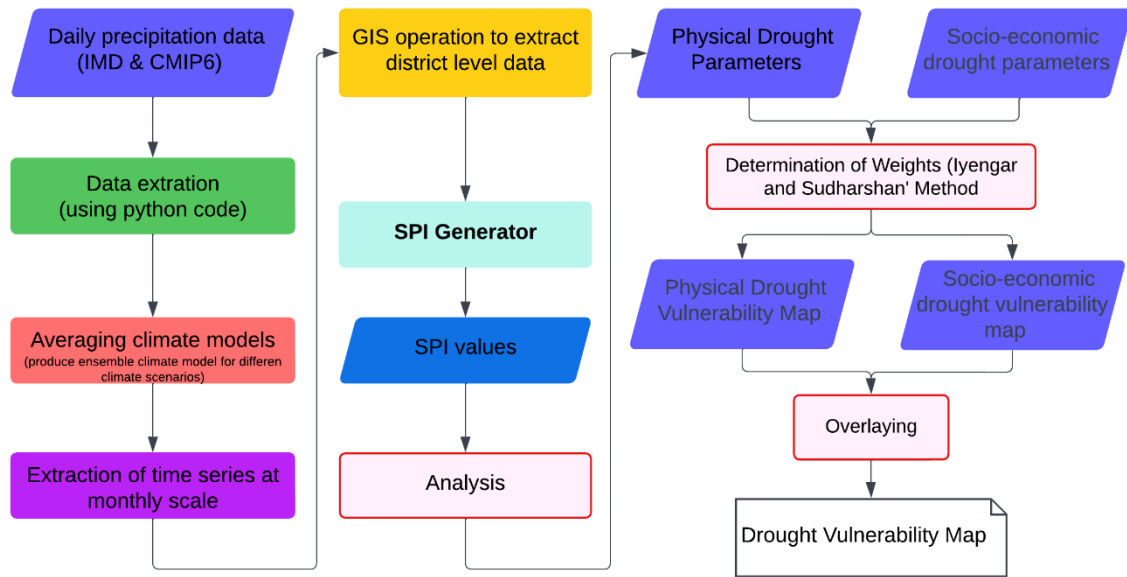 Daily precipitation data
(IMD & CMIP6)
Data extration
(using python code)
Averaging climate models
(produce ensemble climate model for differen
climate scenarios)
Extraction of time series at
monthly scale
GIS operation to extract
district level data
SPI Generator
SPI values
Analysis
Physical Drought
Parameters
Socio-economic
drought parameters
Determination of Weights (Iyengar
and Sudharshan' Method
Physical Drought
Vulnerability Map
Socio-economic
drought vulnerability
map
Overlaying
Drought Vulnerability Map